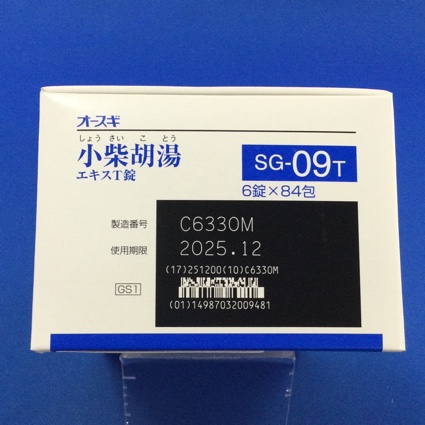 オースギ
しょう さい こ とう
小柴胡湯
エキスT錠
SG-09T
6錠×84包
製造番号 C6330M
使用期限 2025.12
(17)251200(10)C6330M
GS1
(01)14987032009481